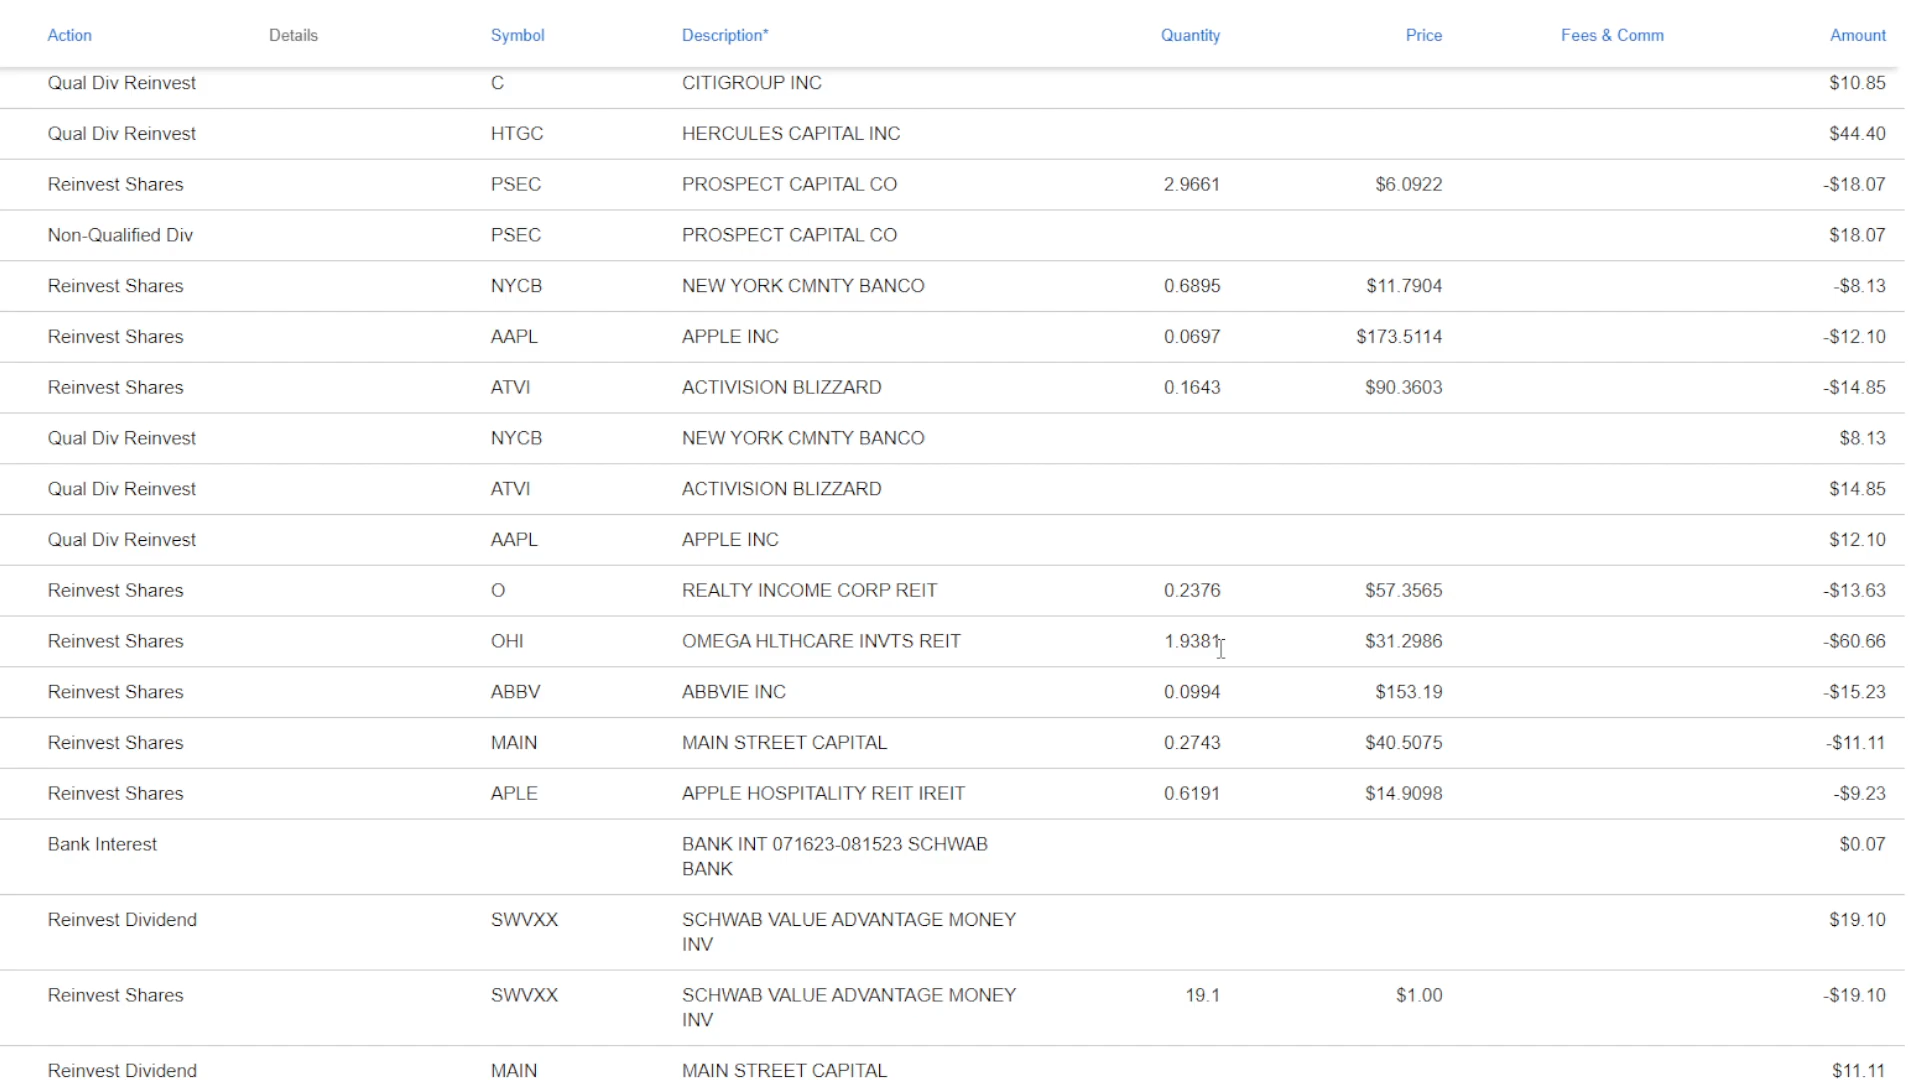 Action Details Symbol Description* Quantity Price Fees & Comm Amount
Qual Div Reinvest C CITIGROUP INC $10.85
Qual Div Reinvest HTGC HERCULES CAPITAL INC $44.40
Reinvest Shares PSEC PROSPECT CAPITAL CO 2.9661 $6.0922 -$18.07
Non-Qualified Div PSEC PROSPECT CAPITAL CO $18.07
Reinvest Shares NYCB NEW YORK CMNTY BANCO 0.6895 $11.7904 -$8.13
Reinvest Shares AAPL APPLE INC 0.0697 $173.5114 -$12.10
Reinvest Shares ATVI ACTIVISION BLIZZARD 0.1643 $90.3603 -$14.85
Qual Div Reinvest NYCB NEW YORK CMNTY BANCO $8.13
Qual Div Reinvest ATVI ACTIVISION BLIZZARD $14.85
Qual Div Reinvest AAPL APPLE INC $12.10
Reinvest Shares O REALTY INCOME CORP REIT 0.2376 $57.3565 -$13.63
Reinvest Shares OHI OMEGA HLTHCARE INVTS REIT 1.9381 $31.2986 -$60.66
Reinvest Shares ABBV ABBVIE INC 0.0994 $153.19 -$15.23
Reinvest Shares MAIN MAIN STREET CAPITAL 0.2743 $40.5075 -$11.11
Reinvest Shares APLE APPLE HOSPITALITY REIT IREIT 0.6191 $14.9098 -$9.23
Bank Interest BANK INT 071623-081523 SCHWAB $0.07
BANK
Reinvest Dividend SWVXX SCHWAB VALUE ADVANTAGE MONEY $19.10
INV
Reinvest Shares SWVXX SCHWAB VALUE ADVANTAGE MONEY 19.1 $1.00 -$19.10
INV
Reinvest Dividend MAIN MAIN STREET CAPITAL $11.11